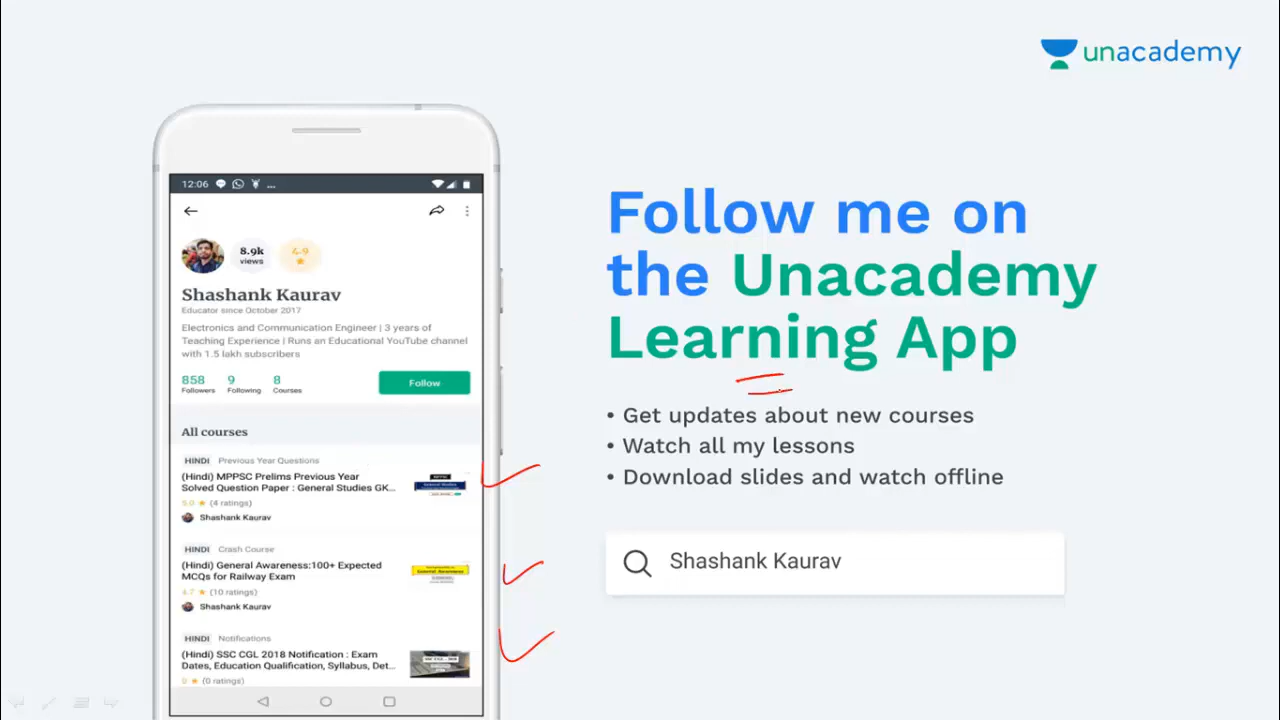 unacademy
12:06 ...
8.9k
views
4.9
Shashank Kaurav
Educator since October 2017
Electronics and Communication Engineer | 3 years of
Teaching Experience | Runs an Educational YouTube channel
with 1.5 lakh subscribers
858 9 8
Followers Following Courses
Follow
All courses
HINDI Previous Year Questions
(Hindi) MPPSC Prelims Previous Year
Solved Question Paper : General Studies GK...
5.0 ★ (4 ratings)
Shashank Kaurav
HINDI Crash Course
(Hindi) General Awareness:100+ Expected
MCQs for Railway Exam
4.7 ★ (10 ratings)
Shashank Kaurav
HINDI Notifications
(Hindi) SSC CGL 2018 Notification : Exam
Dates, Education Qualification, Syllabus, Det...
0 ★ (0 ratings)
Follow me on
the Unacademy
Learning App
• Get updates about new courses
• Watch all my lessons
• Download slides and watch offline
Shashank Kaurav